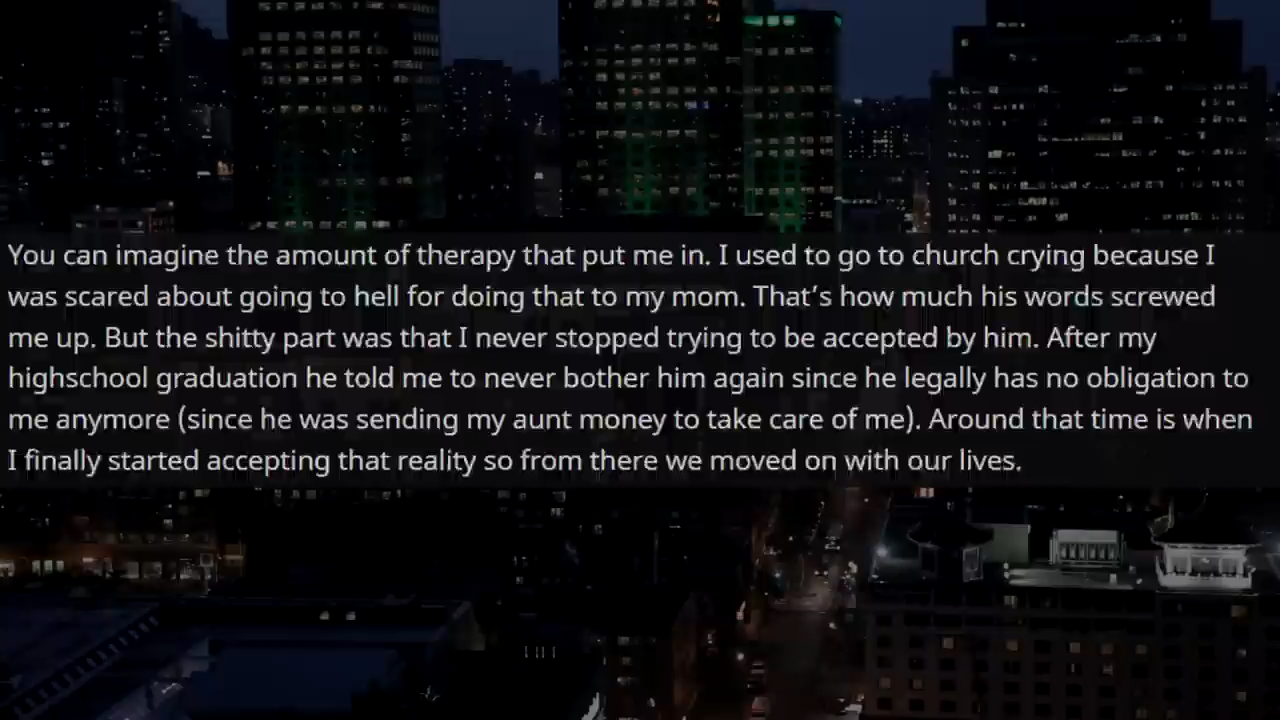 You can imagine the amount of therapy that put me in. I used to go to church crying because I
was scared about going to hell for doing that to my mom. That's how much his words screwed
me up. But the shitty part was that I never stopped trying to be accepted by him. After my
highschool graduation he told me to never bother him again since he legally has no obligation to
me anymore (since he was sending my aunt money to take care of me). Around that time is when
I finally started accepting that reality so from there we moved on with our lives.